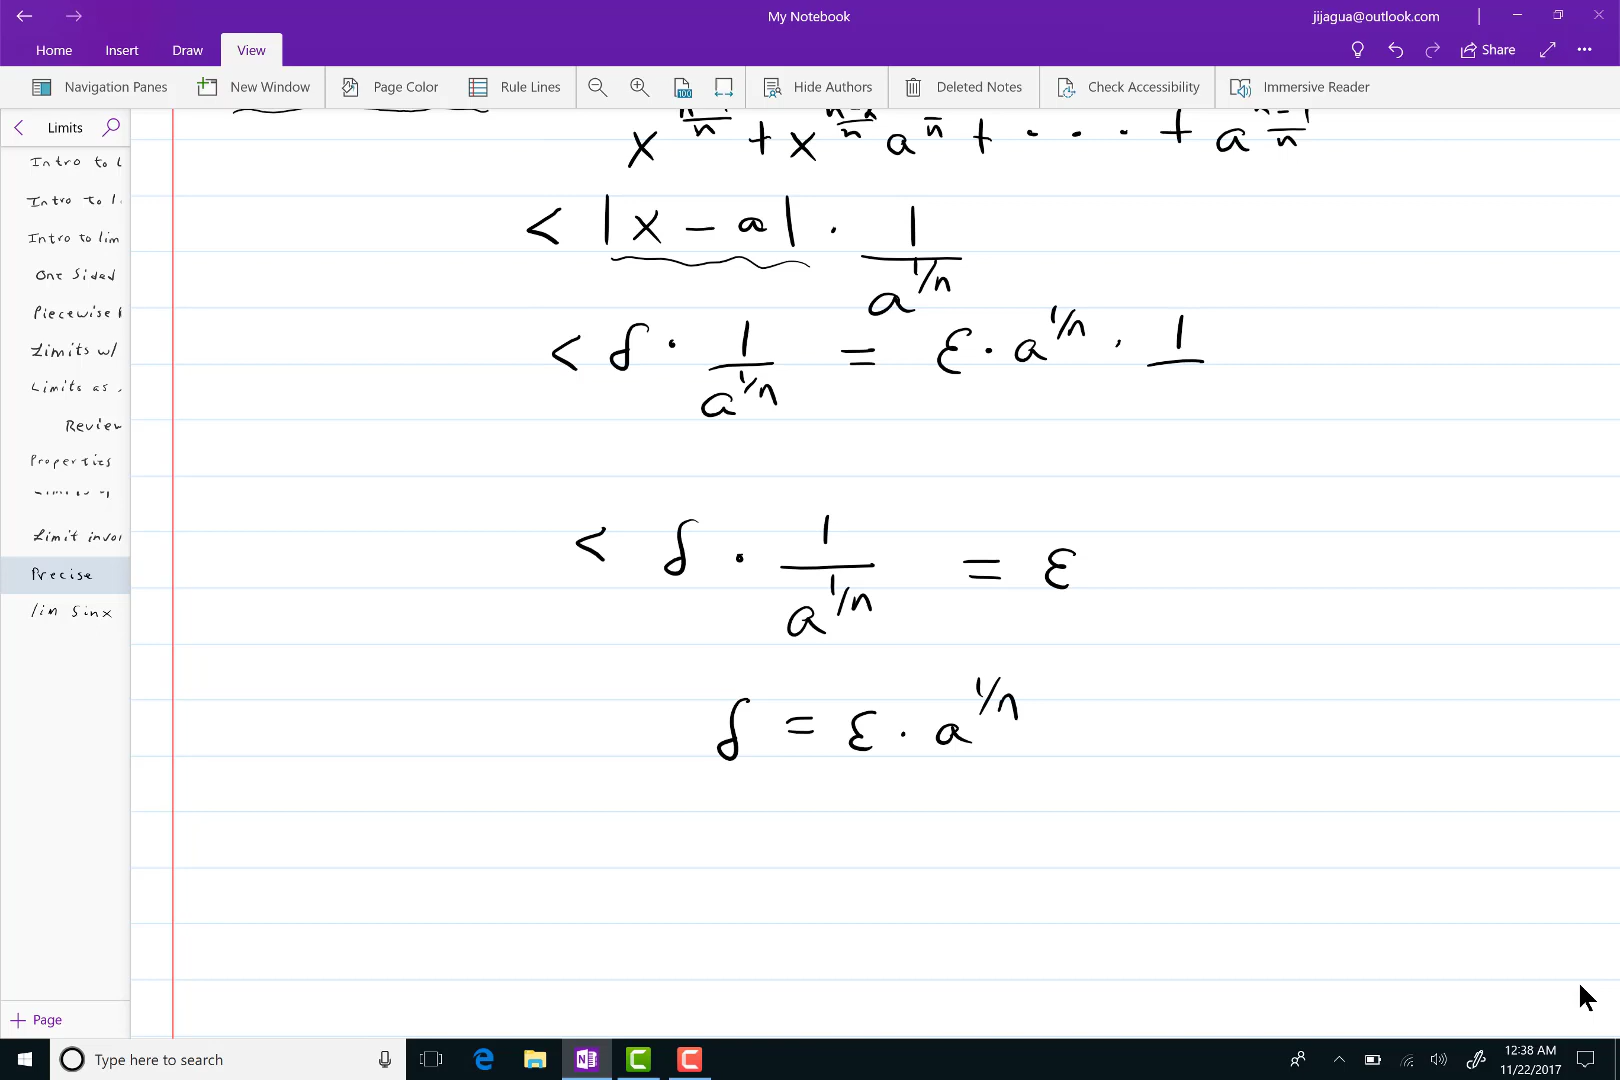 My Notebook
jijagua@outlook.com
Home Insert Draw View
Share
Navigation Panes New Window Page Color Rule Lines 100 Hide Authors Deleted Notes Check Accessibility Immersive Reader
Limits
Intro to L
Intro to l
Intro to lim
One Sided
Piecewise
Limits w/
Limits as
Review
Properties
Limit invo
Precise
lim Sinx
+ Page
x + x a + · · · + a
< |x - a| · 1/a^(1/n)
< δ · 1/a^(1/n) = ε · a^(1/n) · 1
< δ · 1/a^(1/n) = ε
δ = ε · a^(1/n)
Type here to search
12:38 AM
11/22/2017